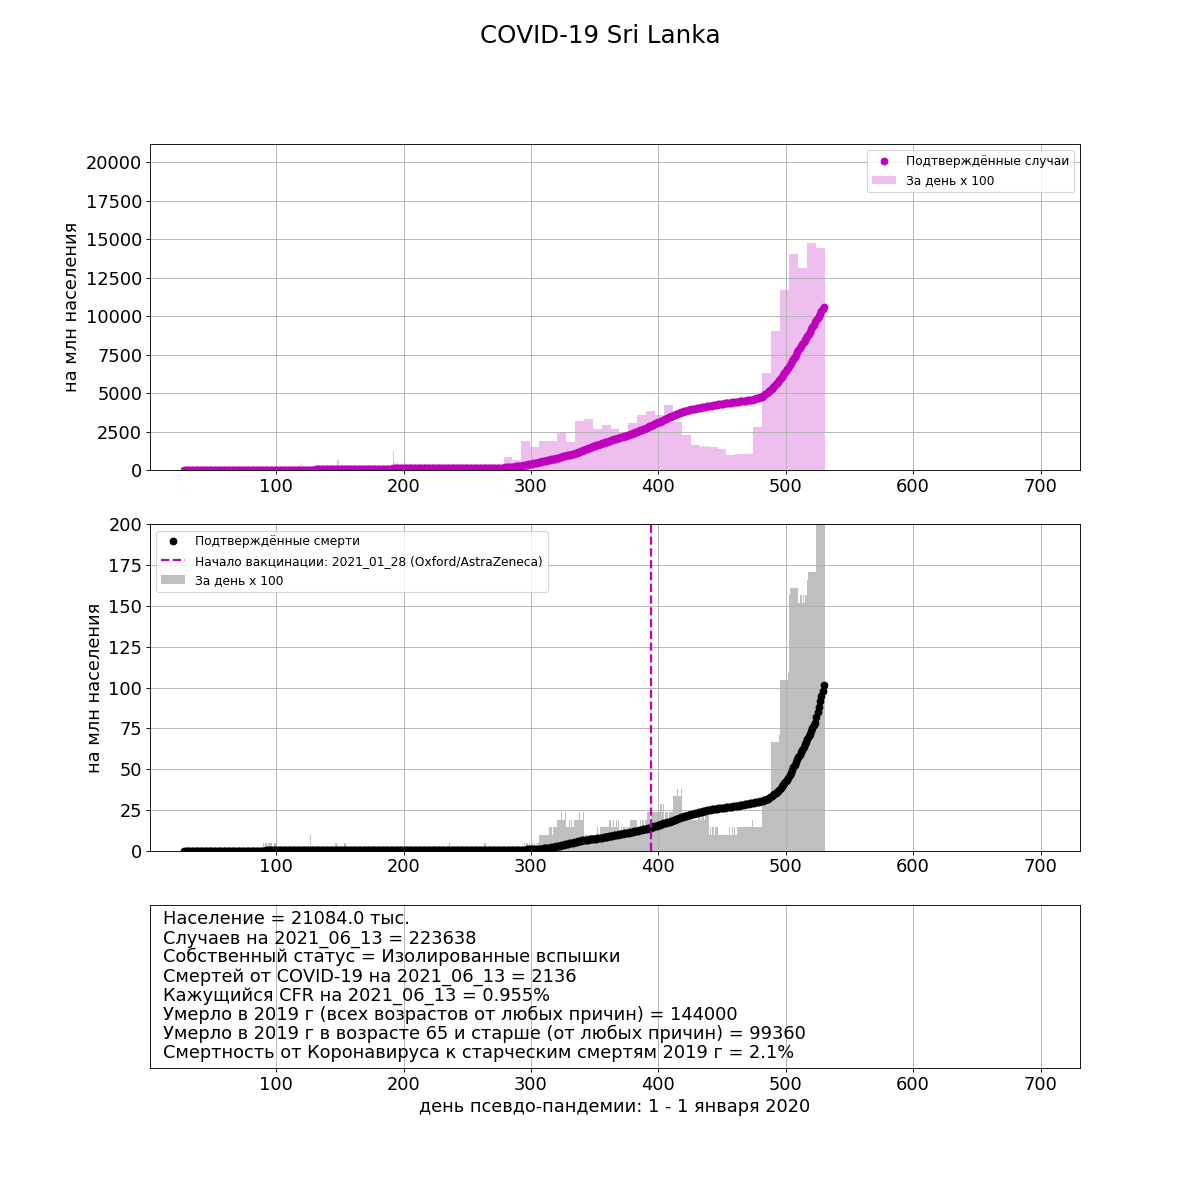 COVID-19 Sri Lanka
20000
17500
15000
12500
10000
7500
5000
2500
0
на млн населения
Подтверждённые случаи
За день x 100
100 200 300 400 500 600 700
200
175
150
125
100
75
50
25
0
на млн населения
Подтверждённые смерти
Начало вакцинации: 2021_01_28 (Oxford/AstraZeneca)
За день x 100
100 200 300 400 500 600 700
Население = 21084.0 тыс.
Случаев на 2021_06_13 = 223638
Собственный статус = Изолированные вспышки
Смертей от COVID-19 на 2021_06_13 = 2136
Кажущийся CFR на 2021_06_13 = 0.955%
Умерло в 2019 г (всех возрастов от любых причин) = 144000
Умерло в 2019 г в возрасте 65 и старше (от любых причин) = 99360
Смертность от Коронавируса к старческим смертям 2019 г = 2.1%
100 200 300 400 500 600 700
день псевдо-пандемии: 1 - 1 января 2020